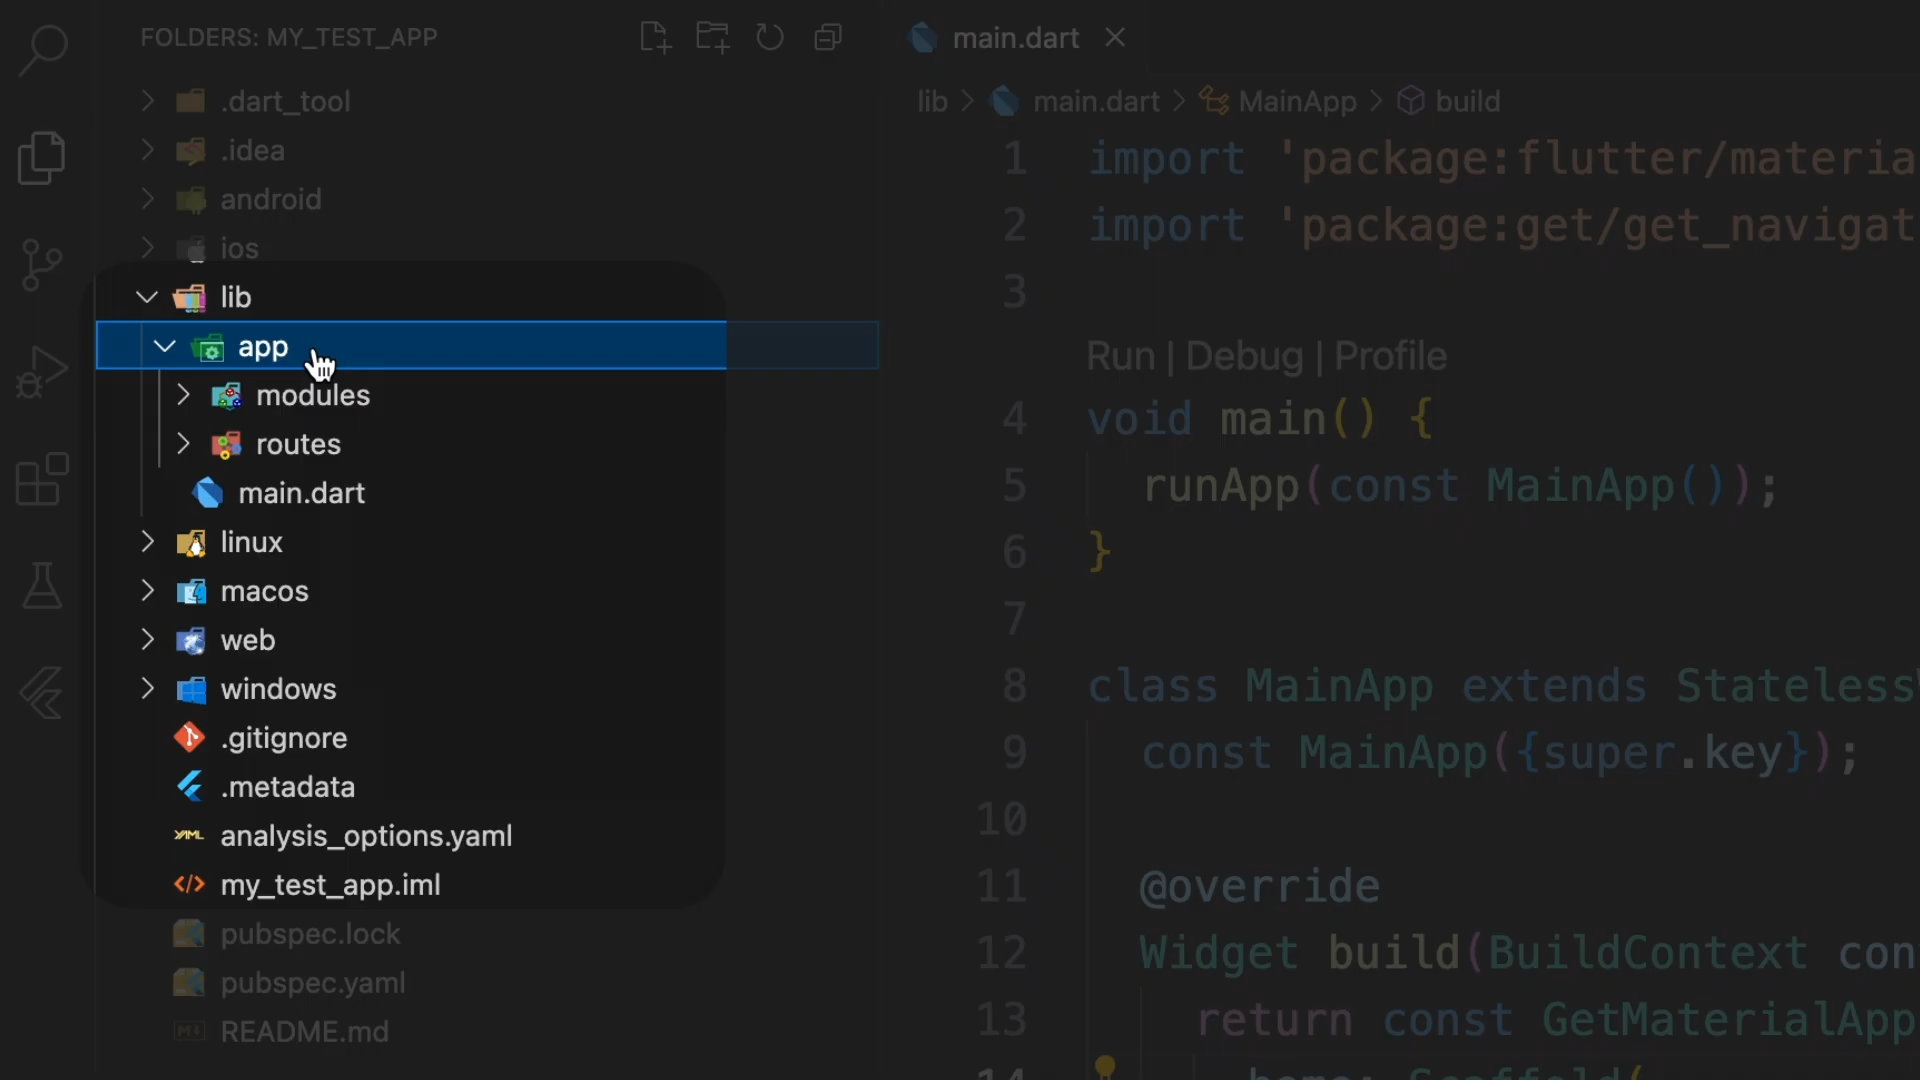 FOLDERS: MY_TEST_APP
.dart_tool
.idea
android
ios
lib
app
modules
routes
main.dart
linux
macos
web
windows
.gitignore
.metadata
analysis_options.yaml
my_test_app.iml
pubspec.lock
pubspec.yaml
README.md
main.dart
lib > main.dart > MainApp > build
1 import 'package:flutter/materia
2 import 'package:get/get_navigat
3
Run | Debug | Profile
4 void main() {
5 runApp(const MainApp());
6 }
7
8 class MainApp extends Stateless
9 const MainApp({super.key});
10
11 @override
12 Widget build(BuildContext con
13 return const GetMaterialApp
14 home: Scaffold(